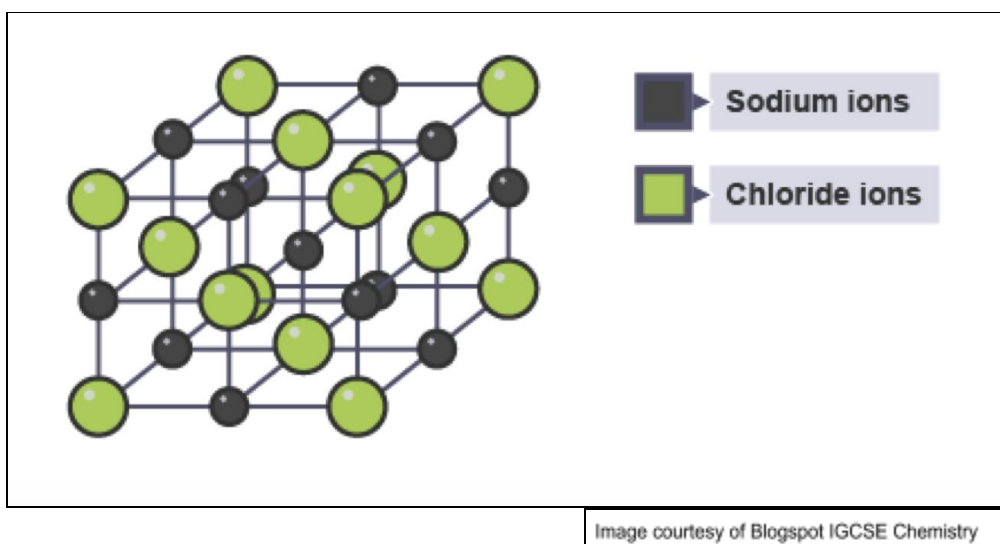 Sodium ions
Chloride ions
Image courtesy of Blogspot IGCSE Chemistry